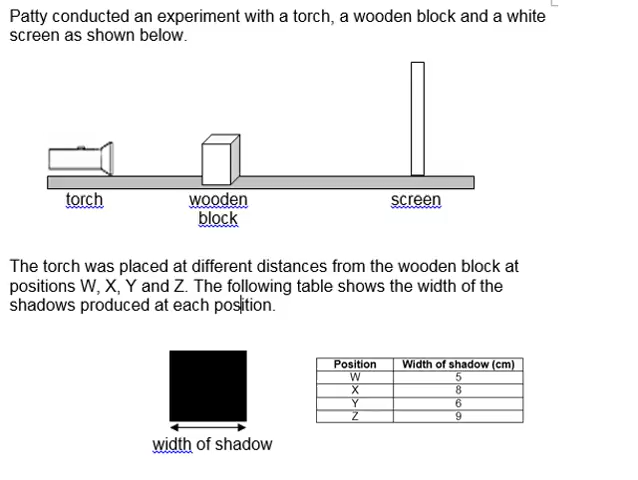 Patty conducted an experiment with a torch, a wooden block and a white
screen as shown below.
torch
wooden
block
screen
The torch was placed at different distances from the wooden block at
positions W, X, Y and Z. The following table shows the width of the
shadows produced at each position.
Position Width of shadow (cm)
W 5
X 8
Y 6
Z 9
width of shadow